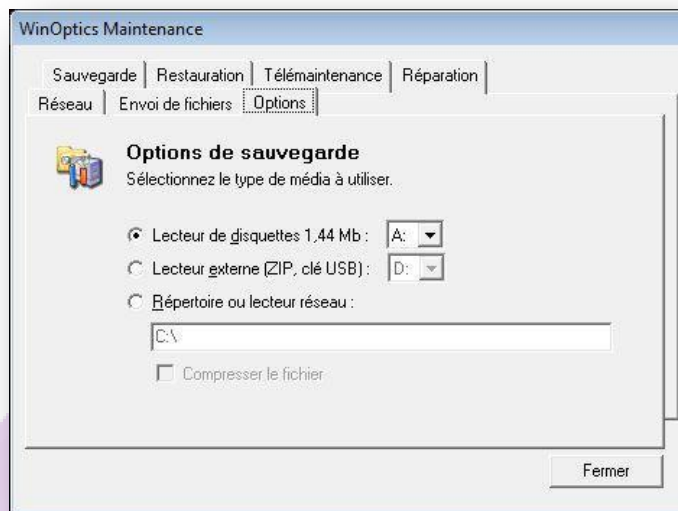 WinOptics Maintenance
Sauvegarde Restauration Télémaintenance Réparation
Réseau Envoi de fichiers Options
Options de sauvegarde
Sélectionnez le type de média à utiliser.
Lecteur de disquettes 1,44 Mb : A:
Lecteur externe (ZIP, clé USB) : D:
Répertoire ou lecteur réseau :
C:\
Compresser le fichier
Fermer